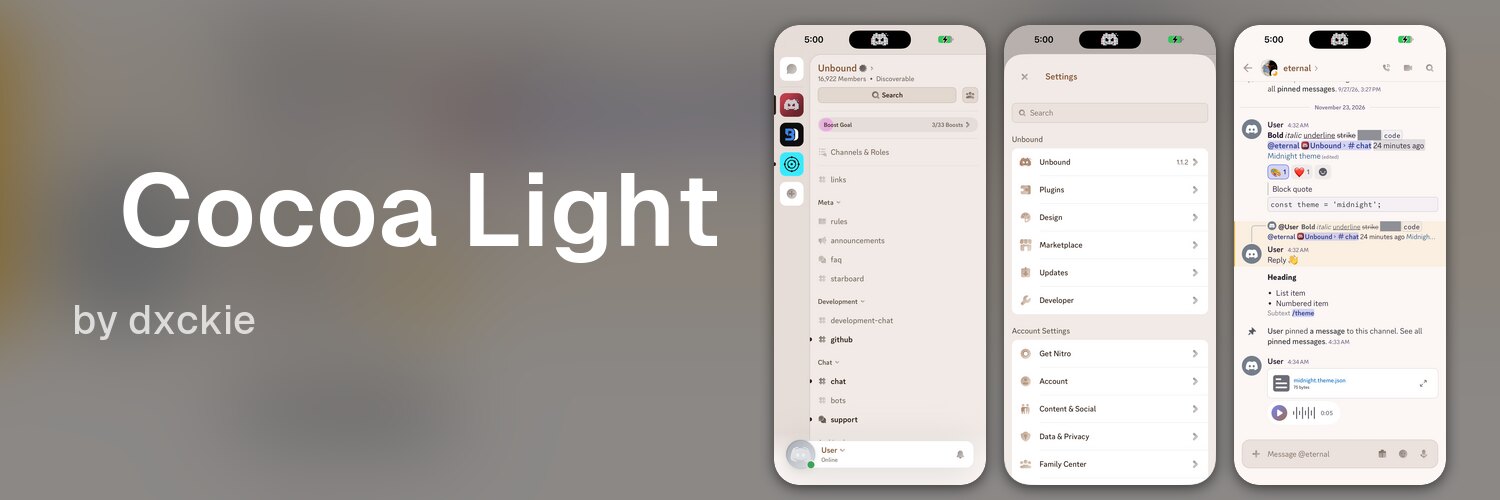 Cocoa Light
by dxckie
5:00
Unbound
16,922 Members • Discoverable
Search
Boost Goal
3/33 Boosts
Channels & Roles
links
Meta
rules
announcements
faq
starboard
Development
development-chat
github
Chat
chat
bots
support
User
Online
5:00
Settings
Search
Unbound
Unbound
1.1.2
Plugins
Design
Marketplace
Updates
Developer
Account Settings
Get Nitro
Account
Content & Social
Data & Privacy
Family Center
5:00
eternal
all pinned messages. 9/27/26, 3:27 PM
November 23, 2026
User 4:32 AM
Bold italic underline strike code
@eternal Unbound › # chat 24 minutes ago
Midnight theme (edited)
1 1
Block quote
const theme = 'midnight';
@User Bold italic underline strike code
@eternal Unbound › # chat 24 minutes ago Midnigh...
User 4:32 AM
Reply
Heading
• List item
• Numbered item
Subtext /theme
User pinned a message to this channel. See all
pinned messages. 4:33 AM
User 4:34 AM
midnight.theme.json
75 bytes
0:05
Message @eternal